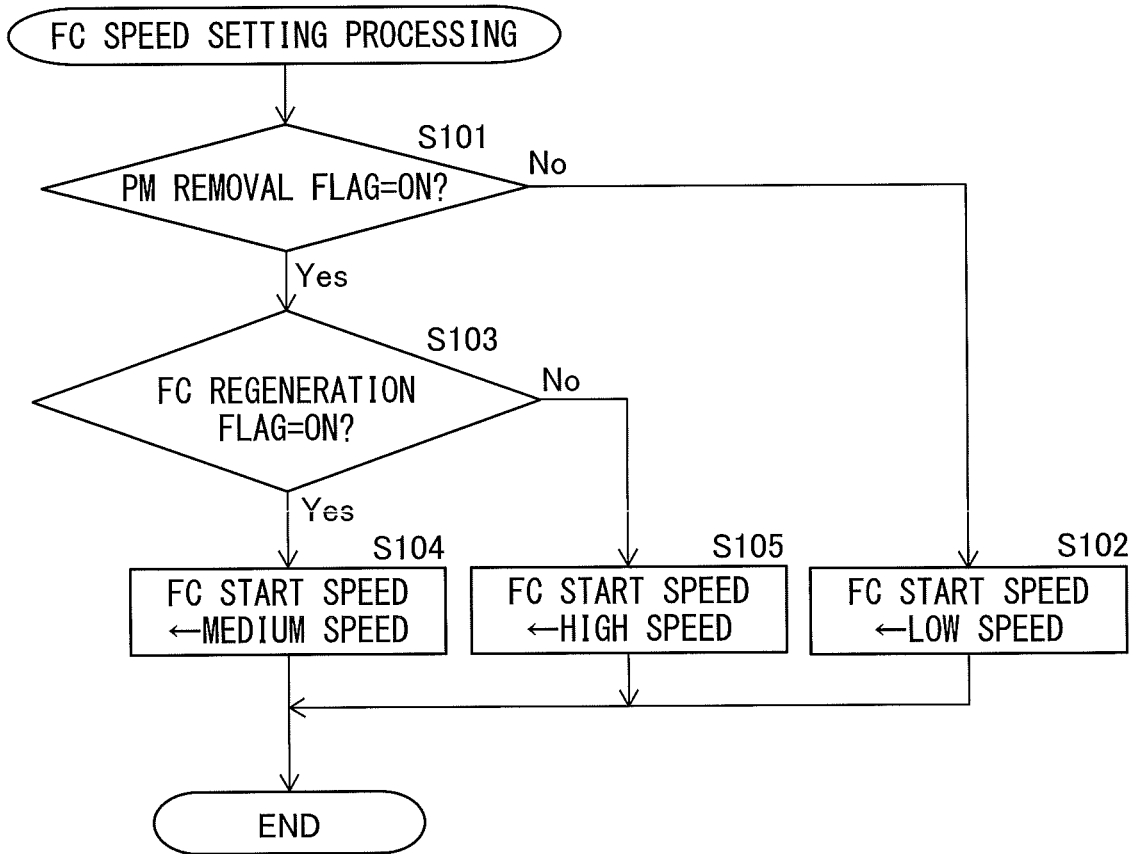 FC SPEED SETTING PROCESSING
S101
PM REMOVAL FLAG=ON?
No
Yes
S103
FC REGENERATION
FLAG=ON?
No
Yes
S104
FC START SPEED
←MEDIUM SPEED
S105
FC START SPEED
←HIGH SPEED
S102
FC START SPEED
←LOW SPEED
END